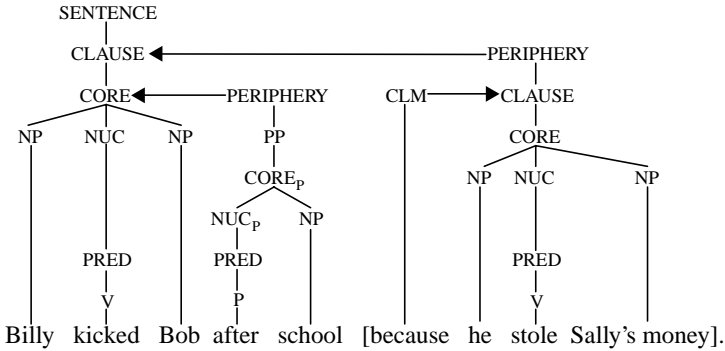 SENTENCE
CLAUSE PERIPHERY
CORE PERIPHERY CLM CLAUSE
NP NUC NP PP CORE
CORE_P NP NUC NP
NUC_P NP
PRED PRED PRED
V P V
Billy kicked Bob after school [because he stole Sally's money].